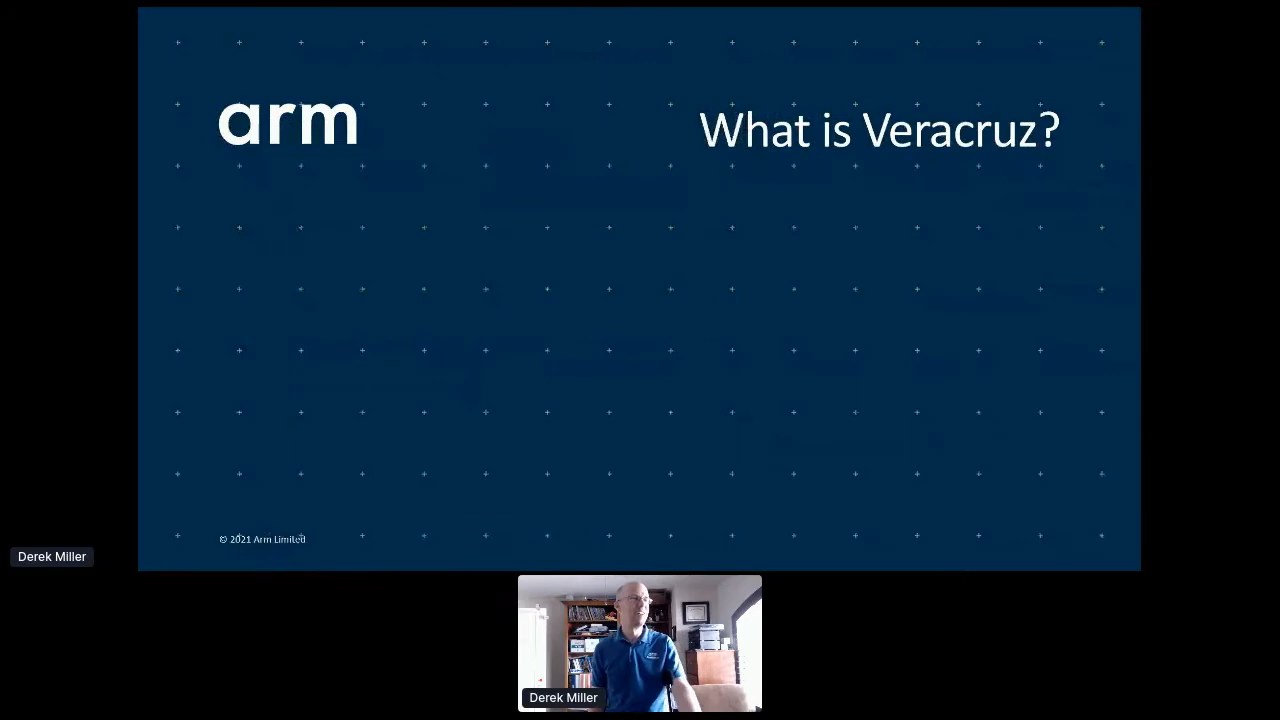 arm
What is Veracruz?
© 2021 Arm Limited
Derek Miller
Derek Miller